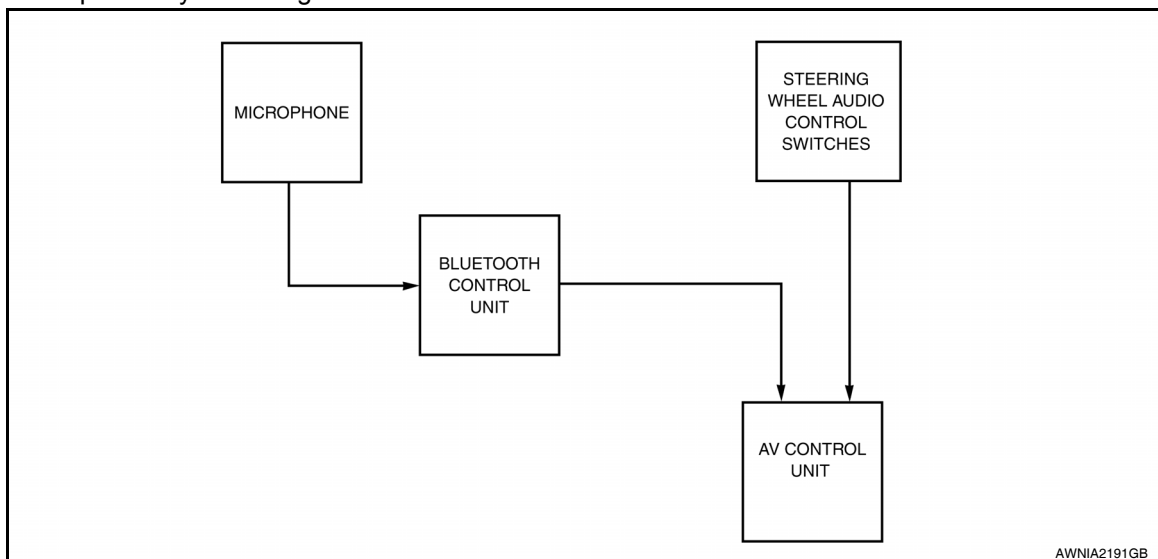 MICROPHONE
STEERING
WHEEL AUDIO
CONTROL
SWITCHES
BLUETOOTH
CONTROL
UNIT
AV CONTROL
UNIT
AWNIA2191GB